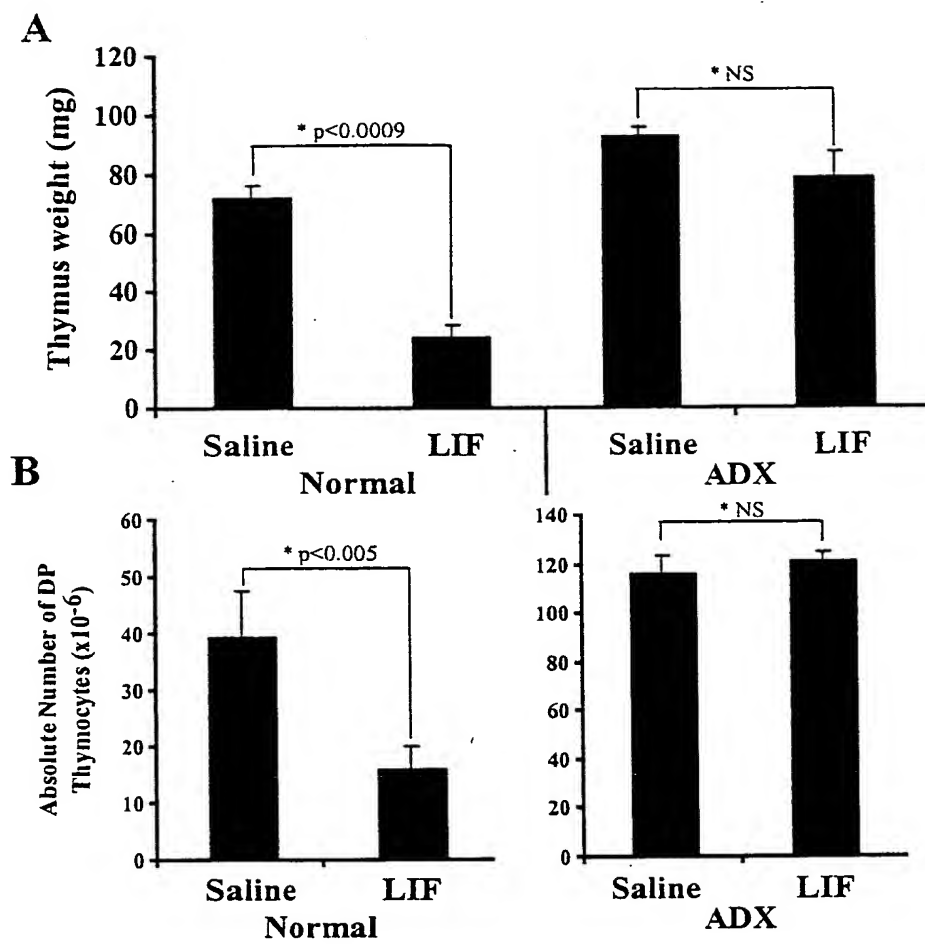 A
Thymus weight (mg)
120
100
80
60
40
20
0
* p<0.0009
* NS
Saline
LIF
Saline
LIF
Normal
ADX
B
Absolute Number of DP
Thymocytes (x10-6)
60
50
40
30
20
10
0
* p<0.005
Saline
LIF
Normal
140
120
100
80
60
40
20
0
* NS
Saline
LIF
ADX